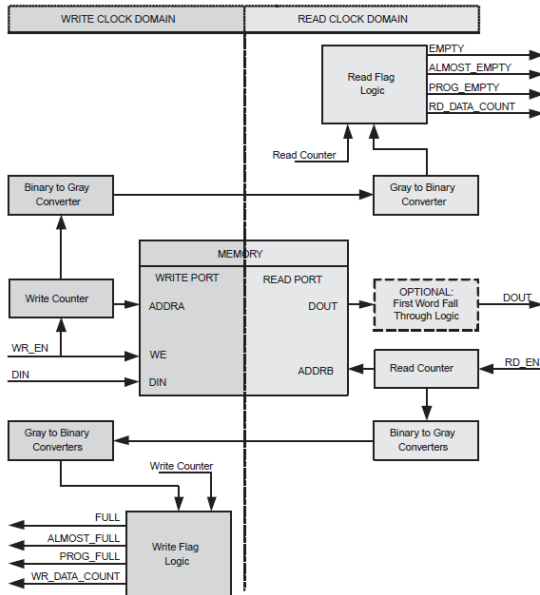 WRITE CLOCK DOMAIN
READ CLOCK DOMAIN
Read Flag
Logic
EMPTY
ALMOST_EMPTY
PROG_EMPTY
RD_DATA_COUNT
Read Counter
Binary to Gray
Converter
Gray to Binary
Converter
MEMORY
WRITE PORT
READ PORT
Write Counter
ADDRA
DOUT
OPTIONAL:
First Word Fall
Through Logic
DOUT
WR_EN
WE
DIN
DIN
ADDRB
Read Counter
RD_EN
Gray to Binary
Converters
Binary to Gray
Converters
Write Counter
FULL
ALMOST_FULL
PROG_FULL
WR_DATA_COUNT
Write Flag
Logic